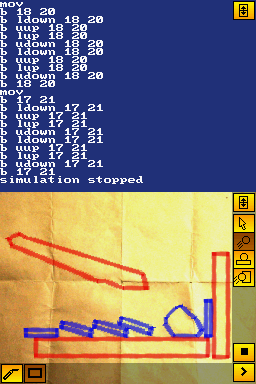 mov
b 18 20
b ldown 18 20
b uup 18 20
b lup 18 20
b udown 18 20
b ldown 18 20
b uup 18 20
b lup 18 20
b udown 18 20
b 18 20
mov
b 17 21
b ldown 17 21
b uup 17 21
b lup 17 21
b udown 17 21
b ldown 17 21
b uup 17 21
b lup 17 21
b udown 17 21
b 17 21
simulation stopped